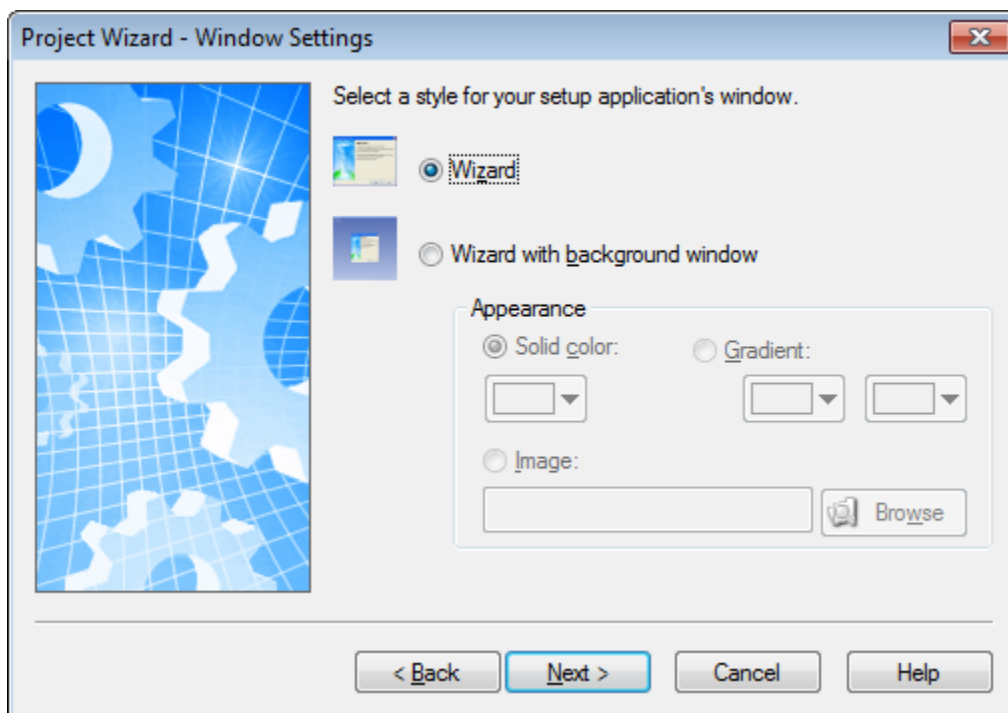 Project Wizard - Window Settings
Select a style for your setup application's window.
Wizard
Wizard with background window
Appearance
Solid color: Gradient:
Image:
Browse
< Back Next > Cancel Help